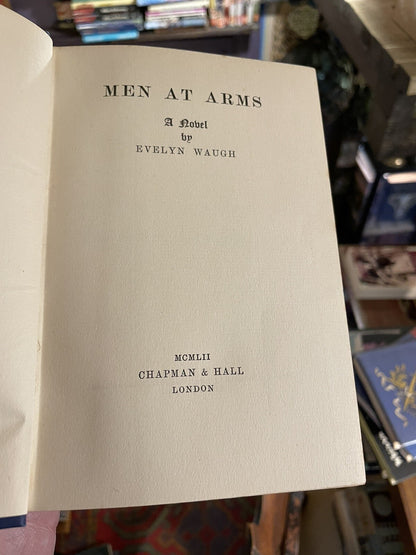 MEN AT ARMS
A Novel
by
EVELYN WAUGH
MCMLII
CHAPMAN & HALL
LONDON